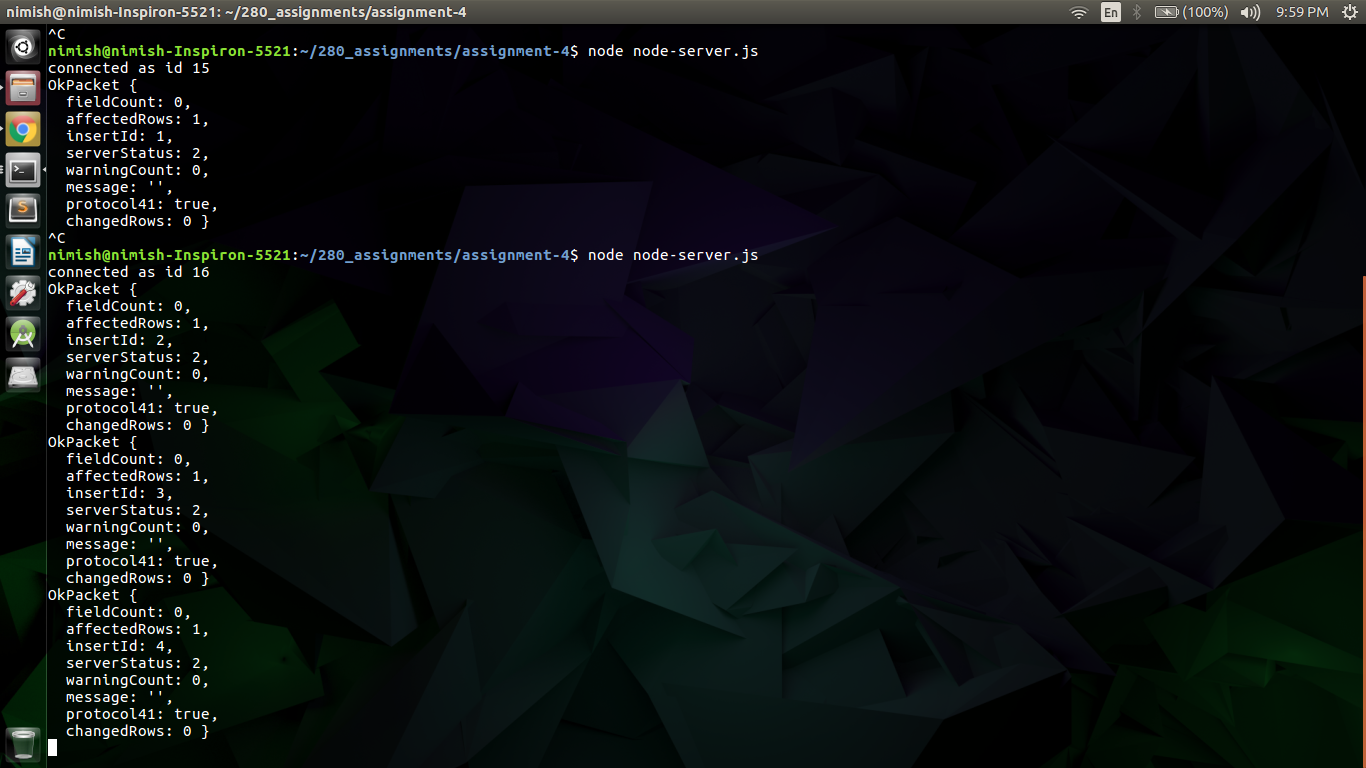 nimish@nimish-Inspiron-5521: ~/280_assignments/assignment-4
En
(100%)
9:59 PM
^C
nimish@nimish-Inspiron-5521:~/280_assignments/assignment-4$ node node-server.js
connected as id 15
OkPacket {
  fieldCount: 0,
  affectedRows: 1,
  insertId: 1,
  serverStatus: 2,
  warningCount: 0,
  message: '',
  protocol41: true,
  changedRows: 0 }
^C
nimish@nimish-Inspiron-5521:~/280_assignments/assignment-4$ node node-server.js
connected as id 16
OkPacket {
  fieldCount: 0,
  affectedRows: 1,
  insertId: 2,
  serverStatus: 2,
  warningCount: 0,
  message: '',
  protocol41: true,
  changedRows: 0 }
OkPacket {
  fieldCount: 0,
  affectedRows: 1,
  insertId: 3,
  serverStatus: 2,
  warningCount: 0,
  message: '',
  protocol41: true,
  changedRows: 0 }
OkPacket {
  fieldCount: 0,
  affectedRows: 1,
  insertId: 4,
  serverStatus: 2,
  warningCount: 0,
  message: '',
  protocol41: true,
  changedRows: 0 }